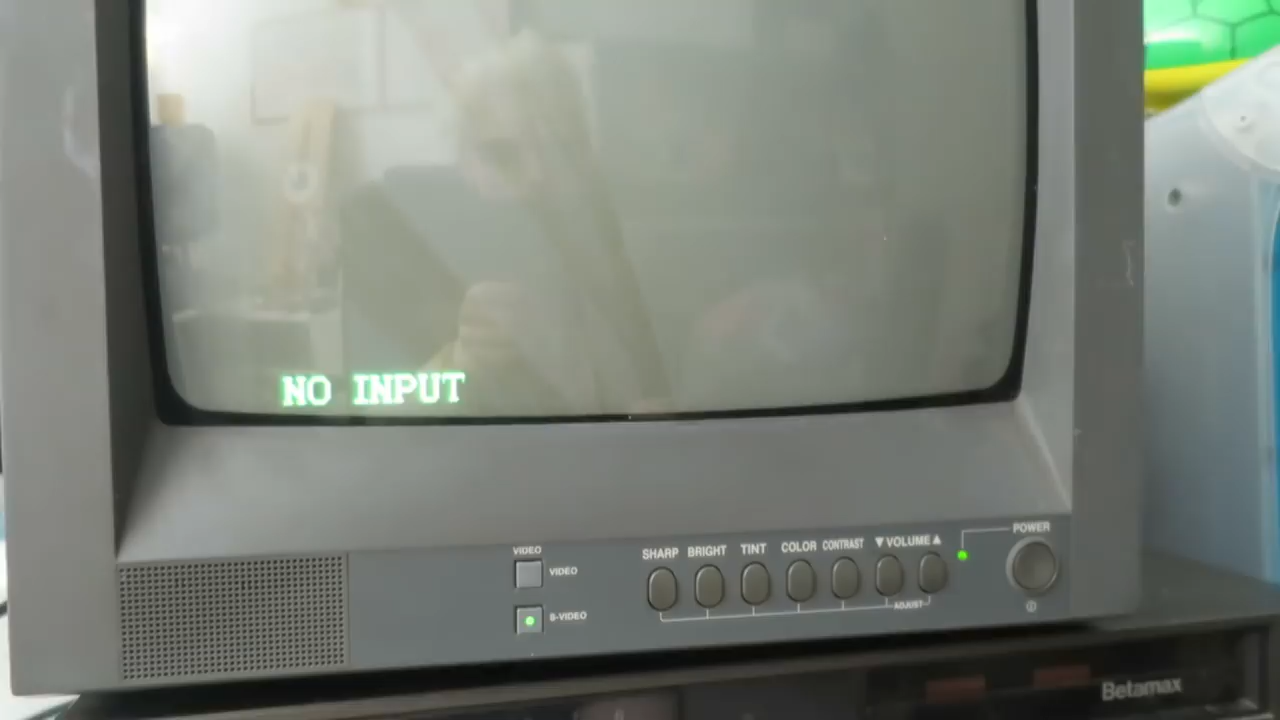 NO INPUT
VIDEO
VIDEO
S-VIDEO
SHARP BRIGHT TINT COLOR CONTRAST ▼VOLUME▲
ADJUST
POWER
Betamax